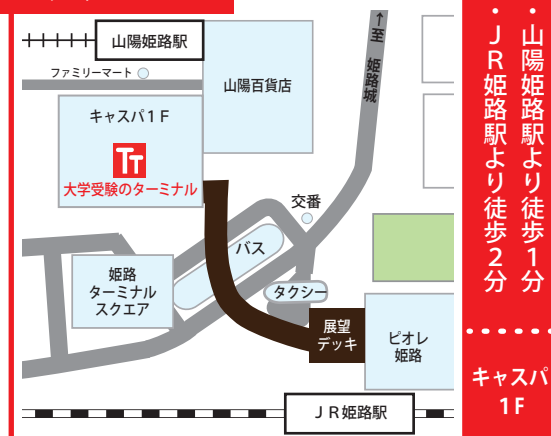 山陽姫路駅
ファミリーマート
山陽百貨店
↑至 姫路城
キャスパ1F
TT
大学受験のターミナル
交番
バス
姫路
ターミナル
スクエア
タクシー
展望
デッキ
ピオレ
姫路
JR姫路駅
・山陽姫路駅より徒歩1分
・JR姫路駅より徒歩2分
キャスパ
1F